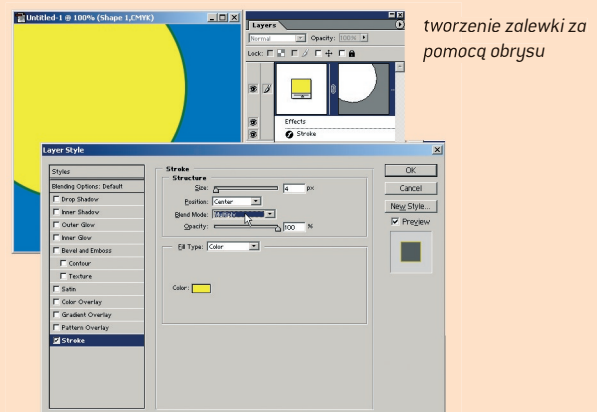 Untitled-1 @ 100% (Shape 1,CMYK)
Layers
Normal Opacity: 100%
Lock:
Effects
Stroke
tworzenie zalewki za
pomocą obrysu
Layer Style
Styles
Blending Options: Default
Drop Shadow
Inner Shadow
Outer Glow
Inner Glow
Bevel and Emboss
Contour
Texture
Satin
Color Overlay
Gradient Overlay
Pattern Overlay
Stroke
Stroke
Structure
Size: 4 px
Position: Center
Blend Mode: Multiply
Opacity: 100 %
Fill Type: Color
Color:
OK
Cancel
New Style...
Preview